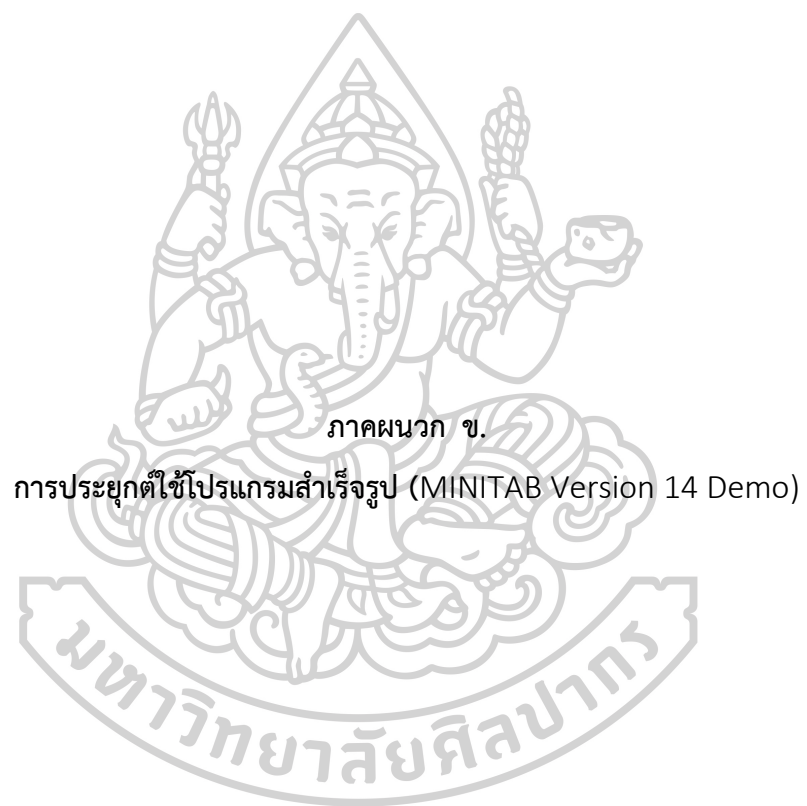 ภาคผนวก ข.
การประยุกต์ใช้โปรแกรมสำเร็จรูป (MINITAB Version 14 Demo)
มหาวิทยาลัยศิลปากร